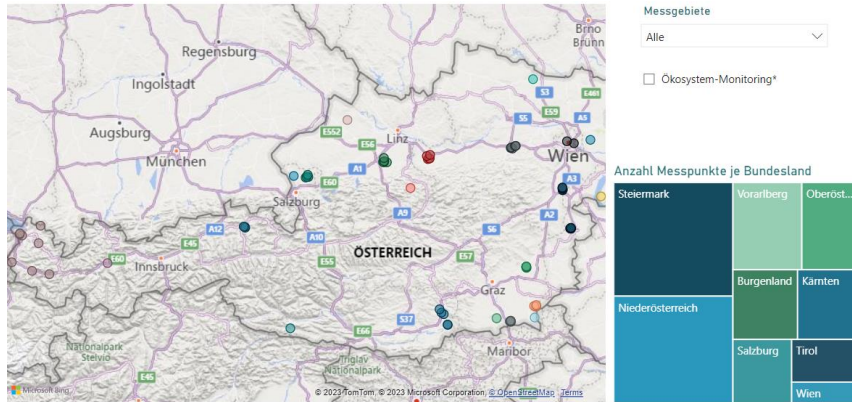 Messgebiete
Alle
Ökosystem-Monitoring*
Anzahl Messpunkte je Bundesland
Steiermark
Vorarlberg
Oberöst...
Niederösterreich
Burgenland
Kärnten
Salzburg
Tirol
Wien
Brno
Brünn
Regensburg
Ingolstadt
S3
E461
E59
Augsburg
S5
A5
E552
E56
Linz
München
Wien
A1
E60
A3
Salzburg
A2
A12
A9
S6
A10
E45
ÖSTERREICH
E60
E55
E57
Innsbruck
Graz
S37
E66
Nationalpark
Stelvio
Triglav
Nationalpark
Maribor
E45
Microsoft Bing
© 2023 TomTom, © 2023 Microsoft Corporation, © OpenStreetMap Terms